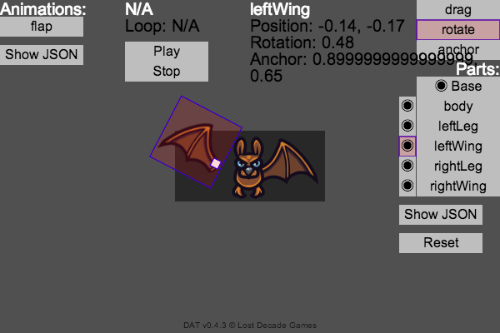 Animations:
flap
Show JSON
N/A
Loop: N/A
Play
Stop
leftWing
Position: -0.14, -0.17
Rotation: 0.48
Anchor: 0.8999999999999999,
0.65
drag
rotate
anchor
Parts:
Base
body
leftLeg
leftWing
rightLeg
rightWing
Show JSON
Reset
DAT v0.4.3 © Lost Decade Games